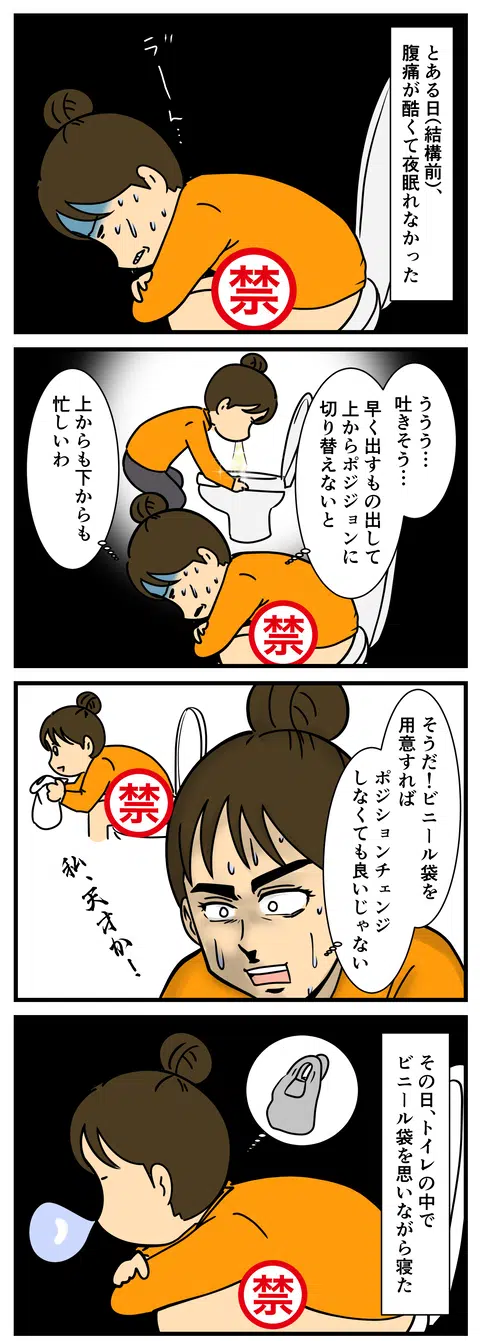 とある日(結構前)、
腹痛が酷くて夜眠れなかった
ラーーん…
禁
ううう…
吐きそう…
早く出すもの出して
上からポジジョンに
切り替えないと
上からも下からも
忙しいわ
禁
そうだ!ビニール袋を
用意すれば
ポジションチェンジ
しなくても良いじゃない
禁
私、天才か!
その日、トイレの中で
ビニール袋を思いながら寝た
禁